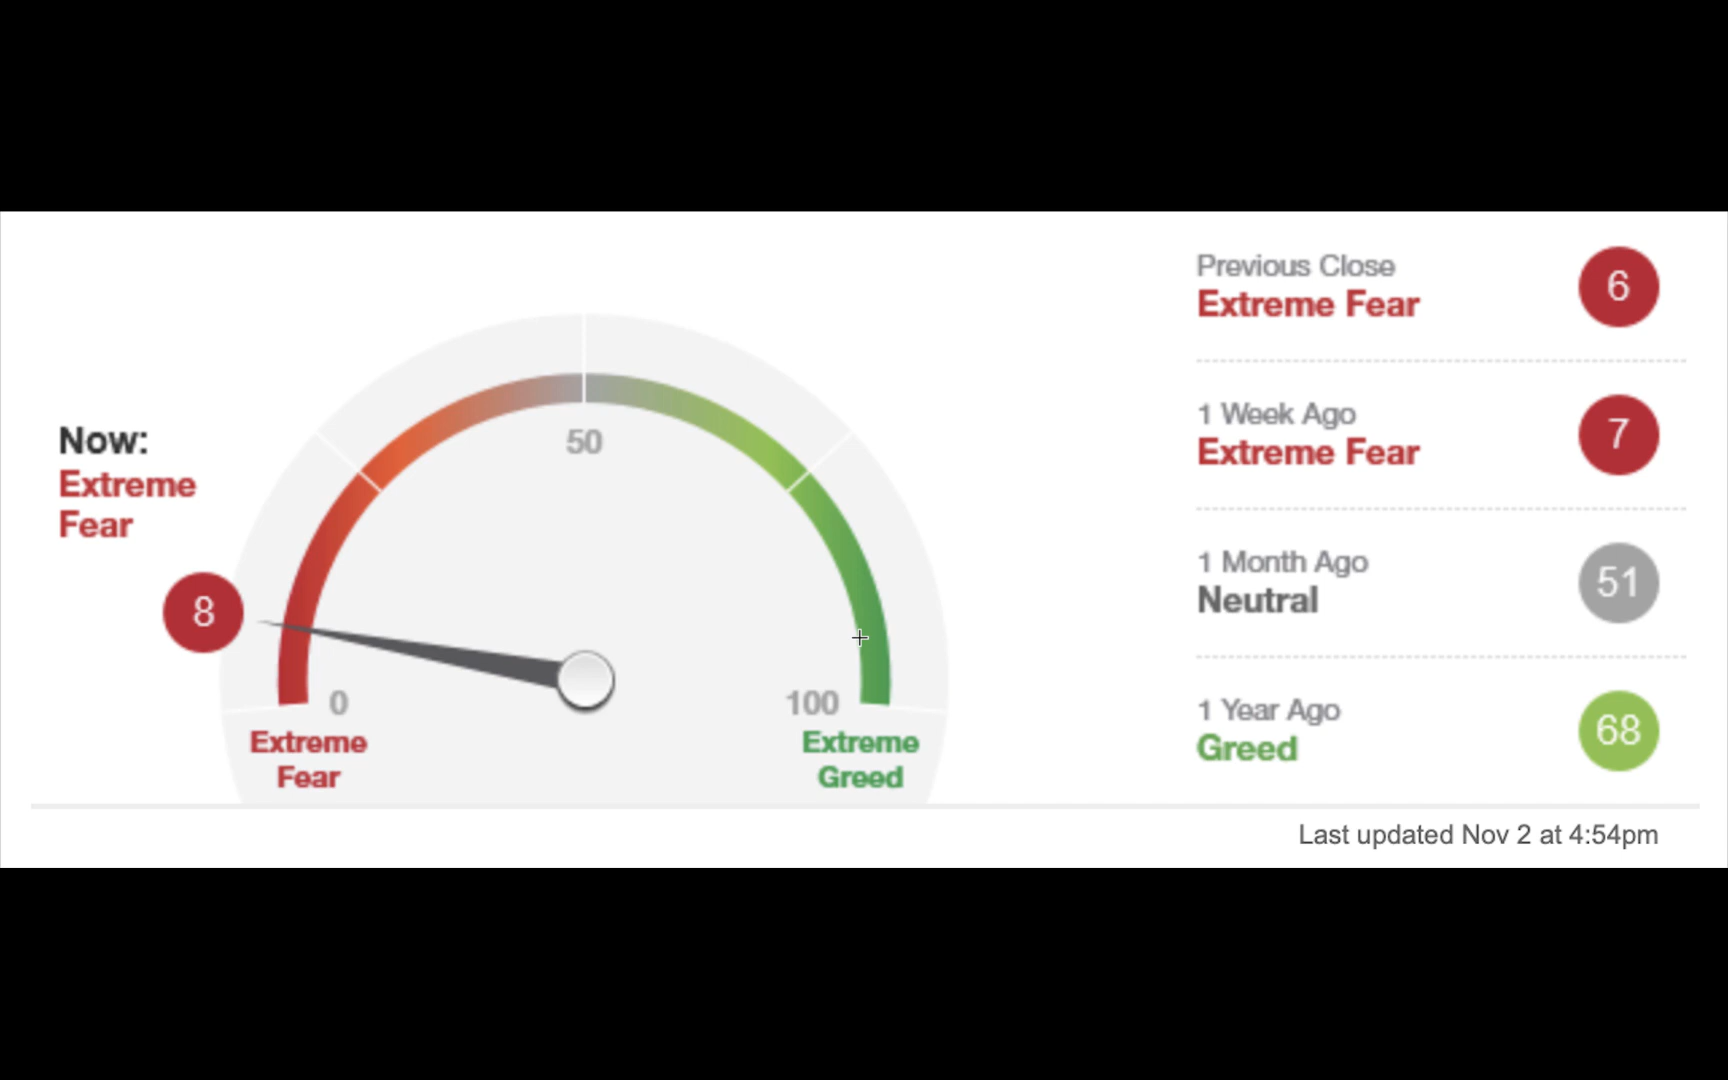 Now:
Extreme
Fear
8
50
0
100
Extreme
Fear
Extreme
Greed
Previous Close
Extreme Fear
6
1 Week Ago
Extreme Fear
7
1 Month Ago
Neutral
51
1 Year Ago
Greed
68
Last updated Nov 2 at 4:54pm